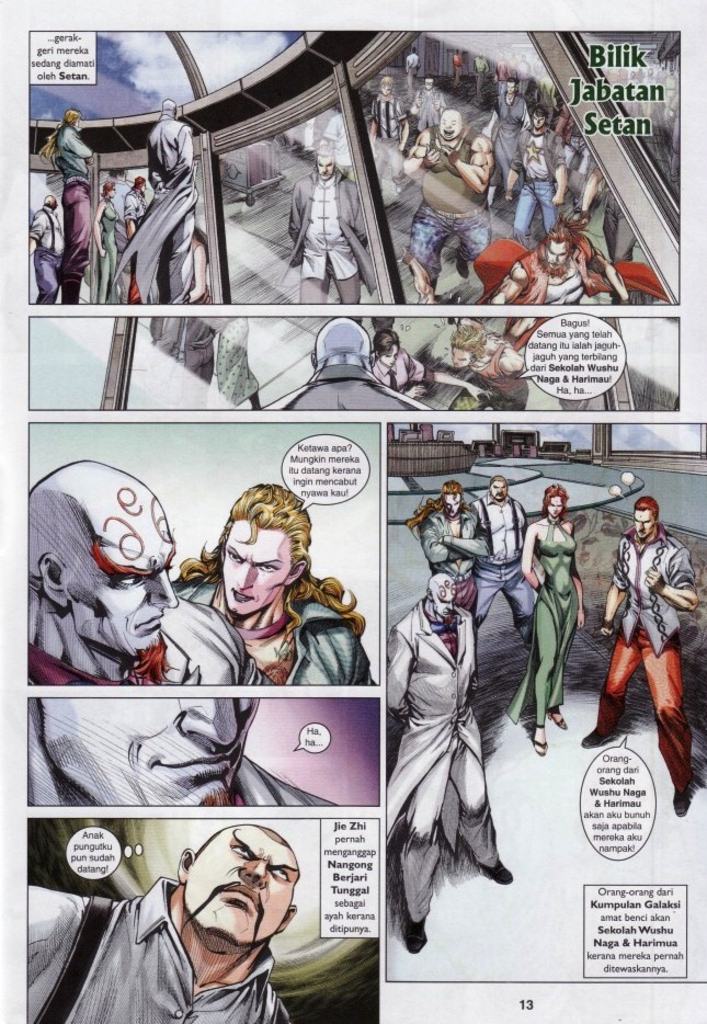 ...gerak-
geri mereka
sedang diamati
oleh Setan.
Bilik
Jabatan
Setan
Bagus!
Semua yang telah
datang itu ialah jaguh-
jaguh yang terbilang
dari Sekolah Wushu
Naga & Harimau!
Ha, ha...
Ketawa apa?
Mungkin mereka
itu datang kerana
ingin mencabut
nyawa kau!
Ha,
ha...
Orang-
orang dari
Sekolah
Wushu Naga
& Harimau
akan aku bunuh
saja apabila
mereka aku
nampak!
Anak
pungutku
pun sudah
datang!
Jie Zhi
pernah
menganggap
Nangong
Berjari
Tunggal
sebagai
ayah kerana
ditipunya.
Orang-orang dari
Kumpulan Galaksi
amat benci akan
Sekolah Wushu
Naga & Harimua
kerana mereka pernah
ditewaskannya.
13